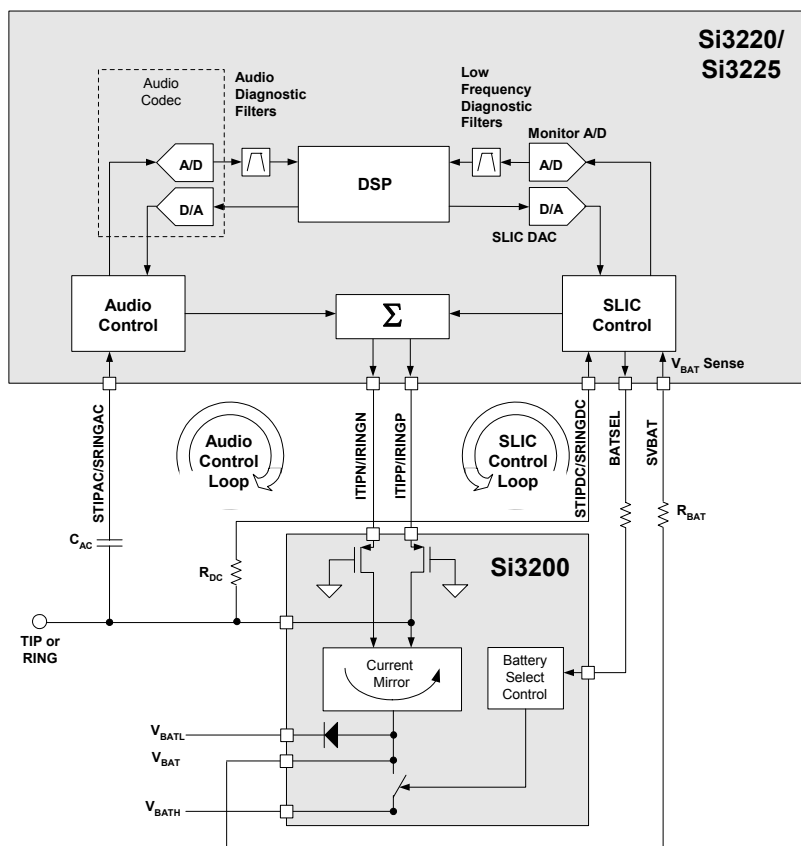 Si3220/
Si3225
Audio
Codec
Audio
Diagnostic
Filters
Low
Frequency
Diagnostic
Filters
Monitor A/D
A/D
DSP
A/D
D/A
D/A
SLIC DAC
Audio
Control
Σ
SLIC
Control
VBAT Sense
STIPAC/SRINGAC
Audio
Control
Loop
ITIPN/IRINGN
ITIPP/IRINGP
SLIC
Control
Loop
STIPDC/SRINGDC
BATSEL
SVBAT
RBAT
CAC
RDC
Si3200
TIP or
RING
Current
Mirror
Battery
Select
Control
VBATL
VBAT
VBATH